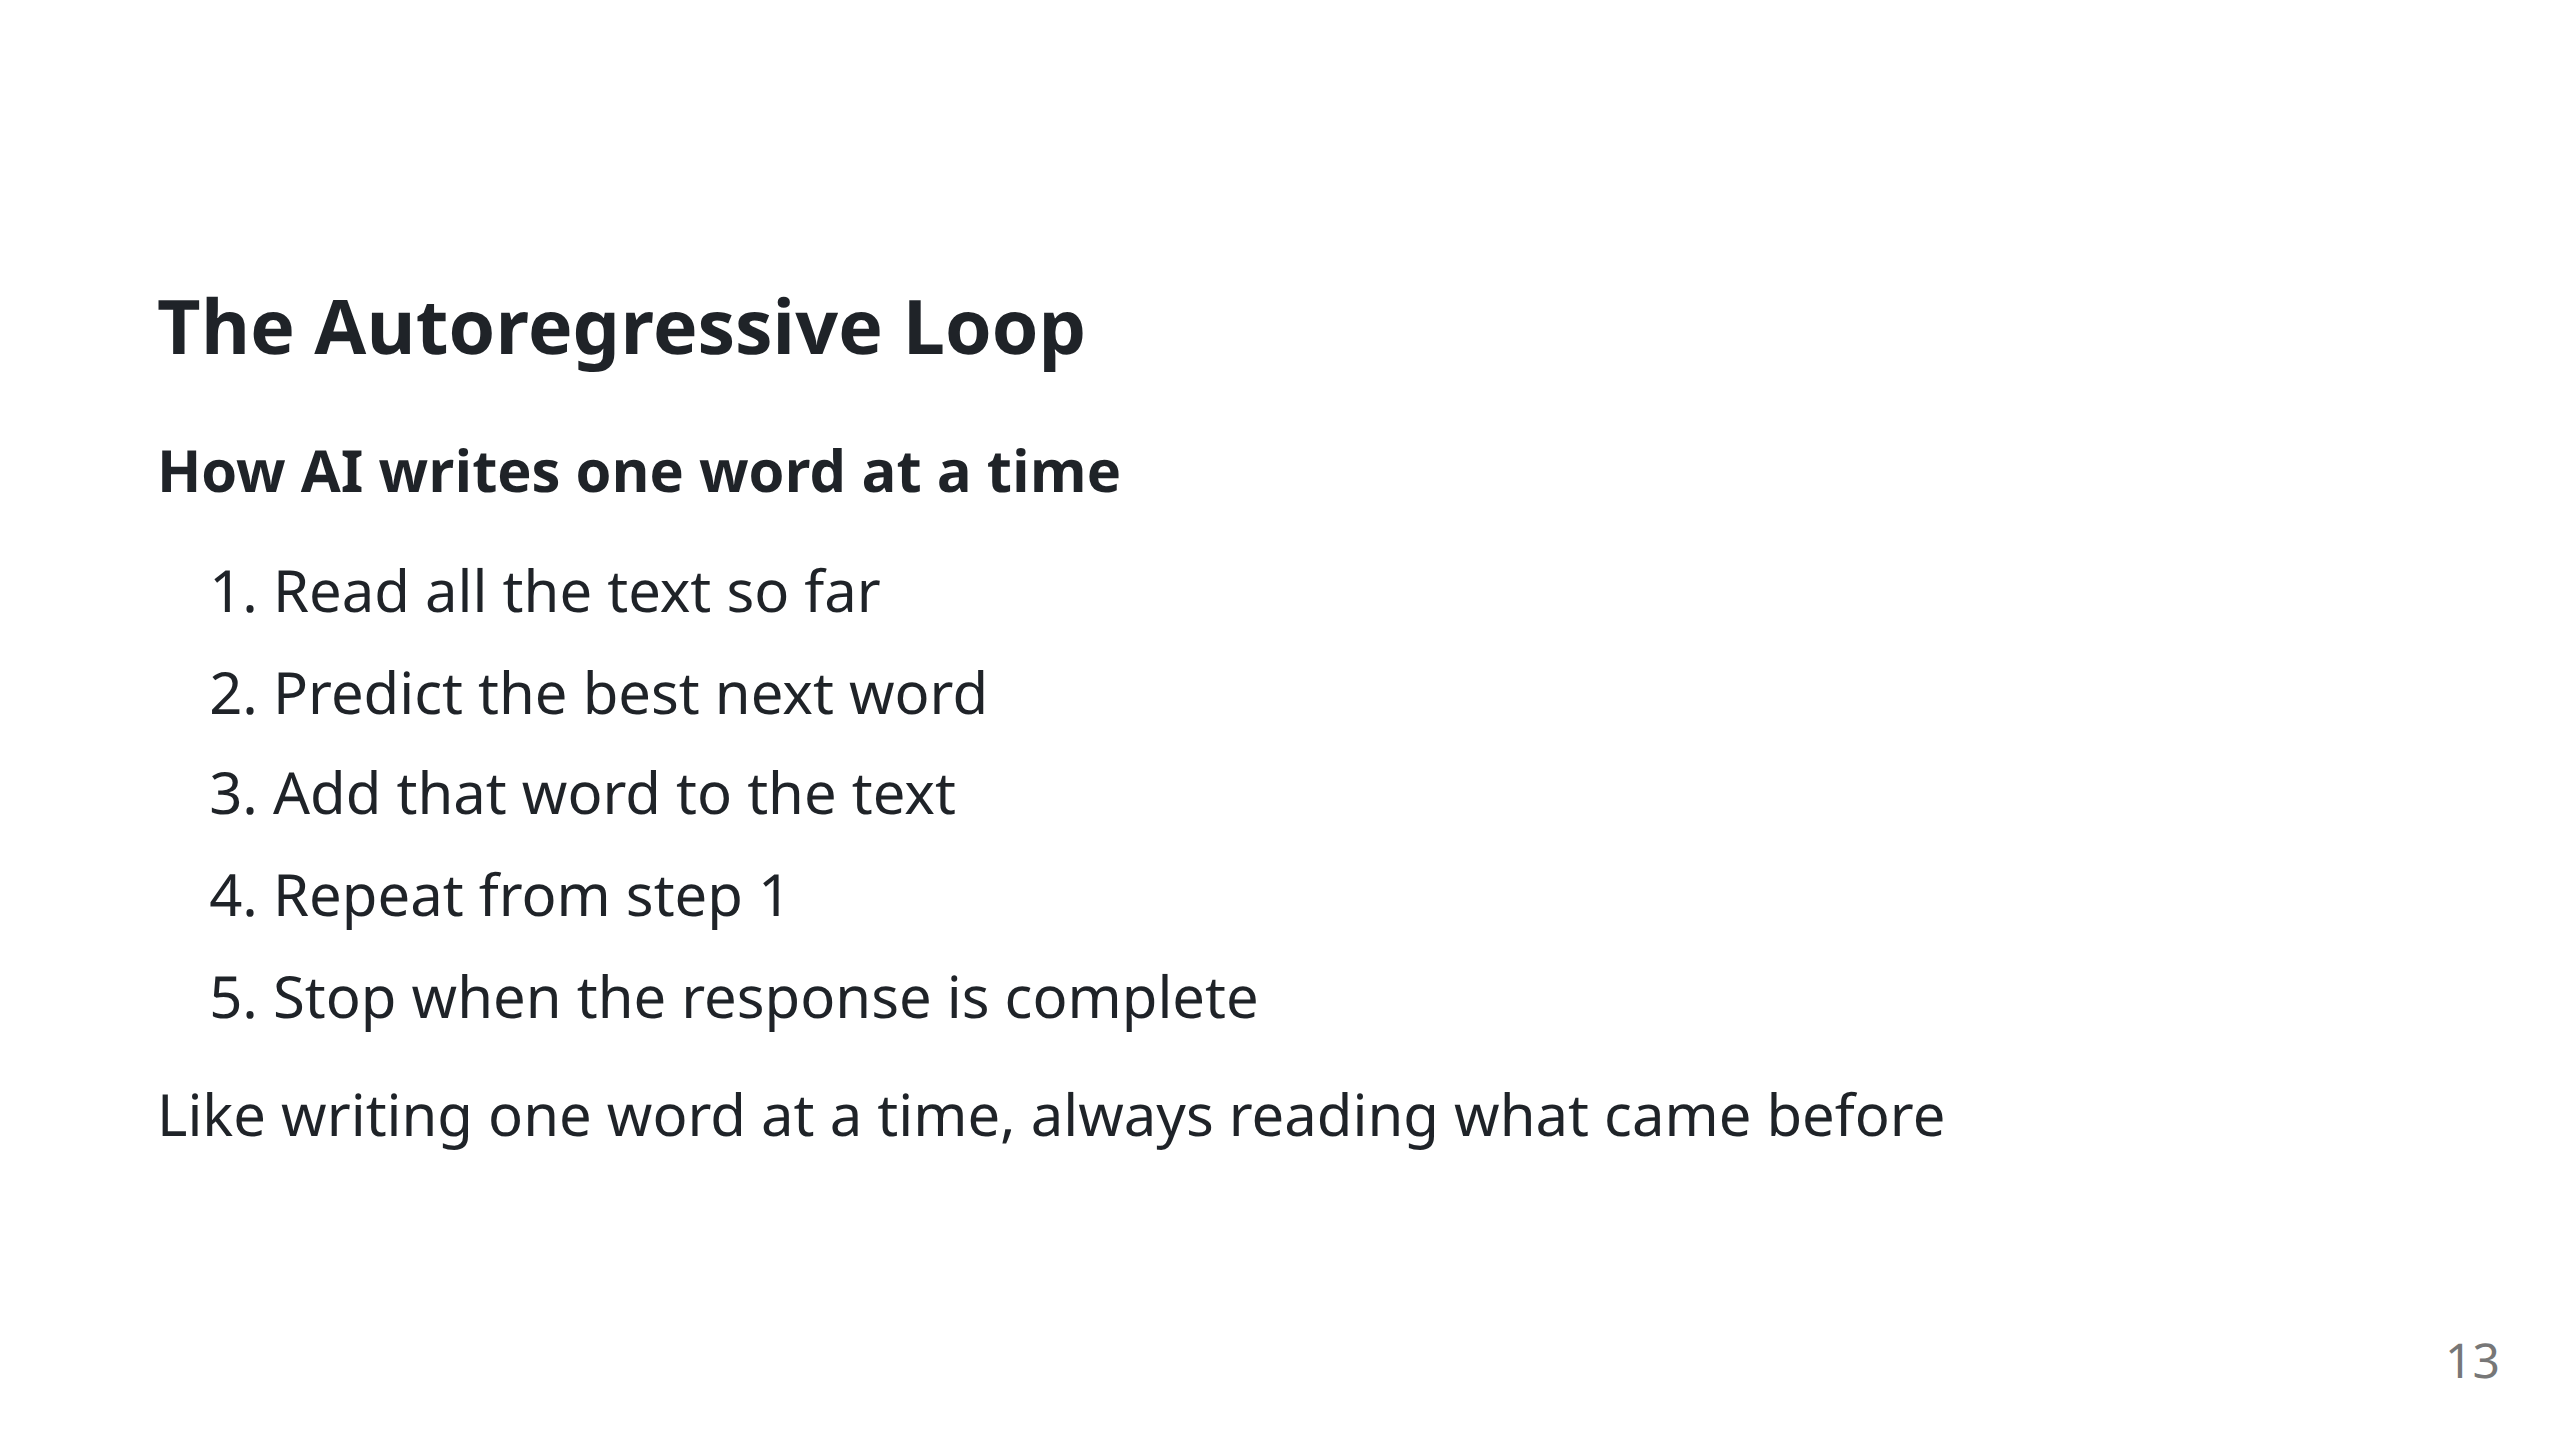 The Autoregressive Loop
How AI writes one word at a time
1. Read all the text so far
2. Predict the best next word
3. Add that word to the text
4. Repeat from step 1
5. Stop when the response is complete
Like writing one word at a time, always reading what came before
13